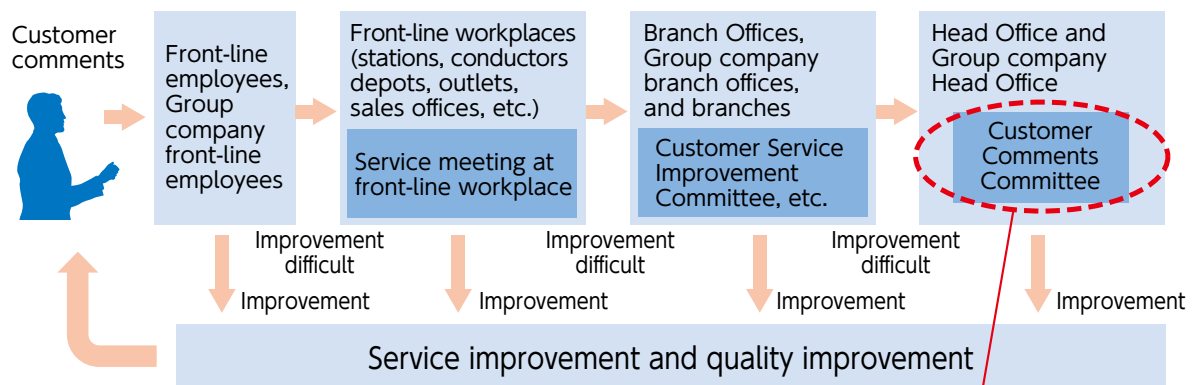 Customer
comments
Front-line
employees,
Group
company
front-line
employees
Front-line workplaces
(stations, conductors
depots, outlets,
sales offices, etc.)
Service meeting at
front-line workplace
Branch Offices,
Group company
branch offices,
and branches
Customer Service
Improvement
Committee, etc.
Head Office and
Group company
Head Office
Customer
Comments
Committee
Improvement
difficult
Improvement
difficult
Improvement
difficult
Improvement
Improvement
Improvement
Improvement
Service improvement and quality improvement